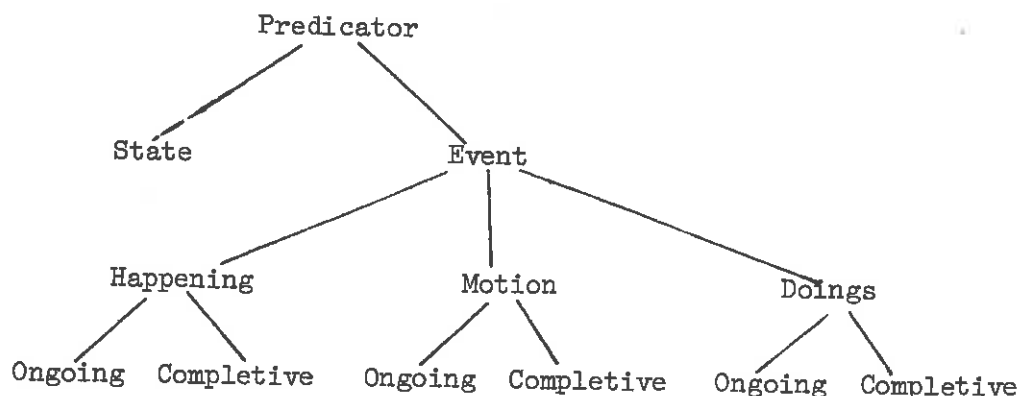 Predicator
State Event
Happening Motion Doings
Ongoing Completive Ongoing Completive Ongoing Completive